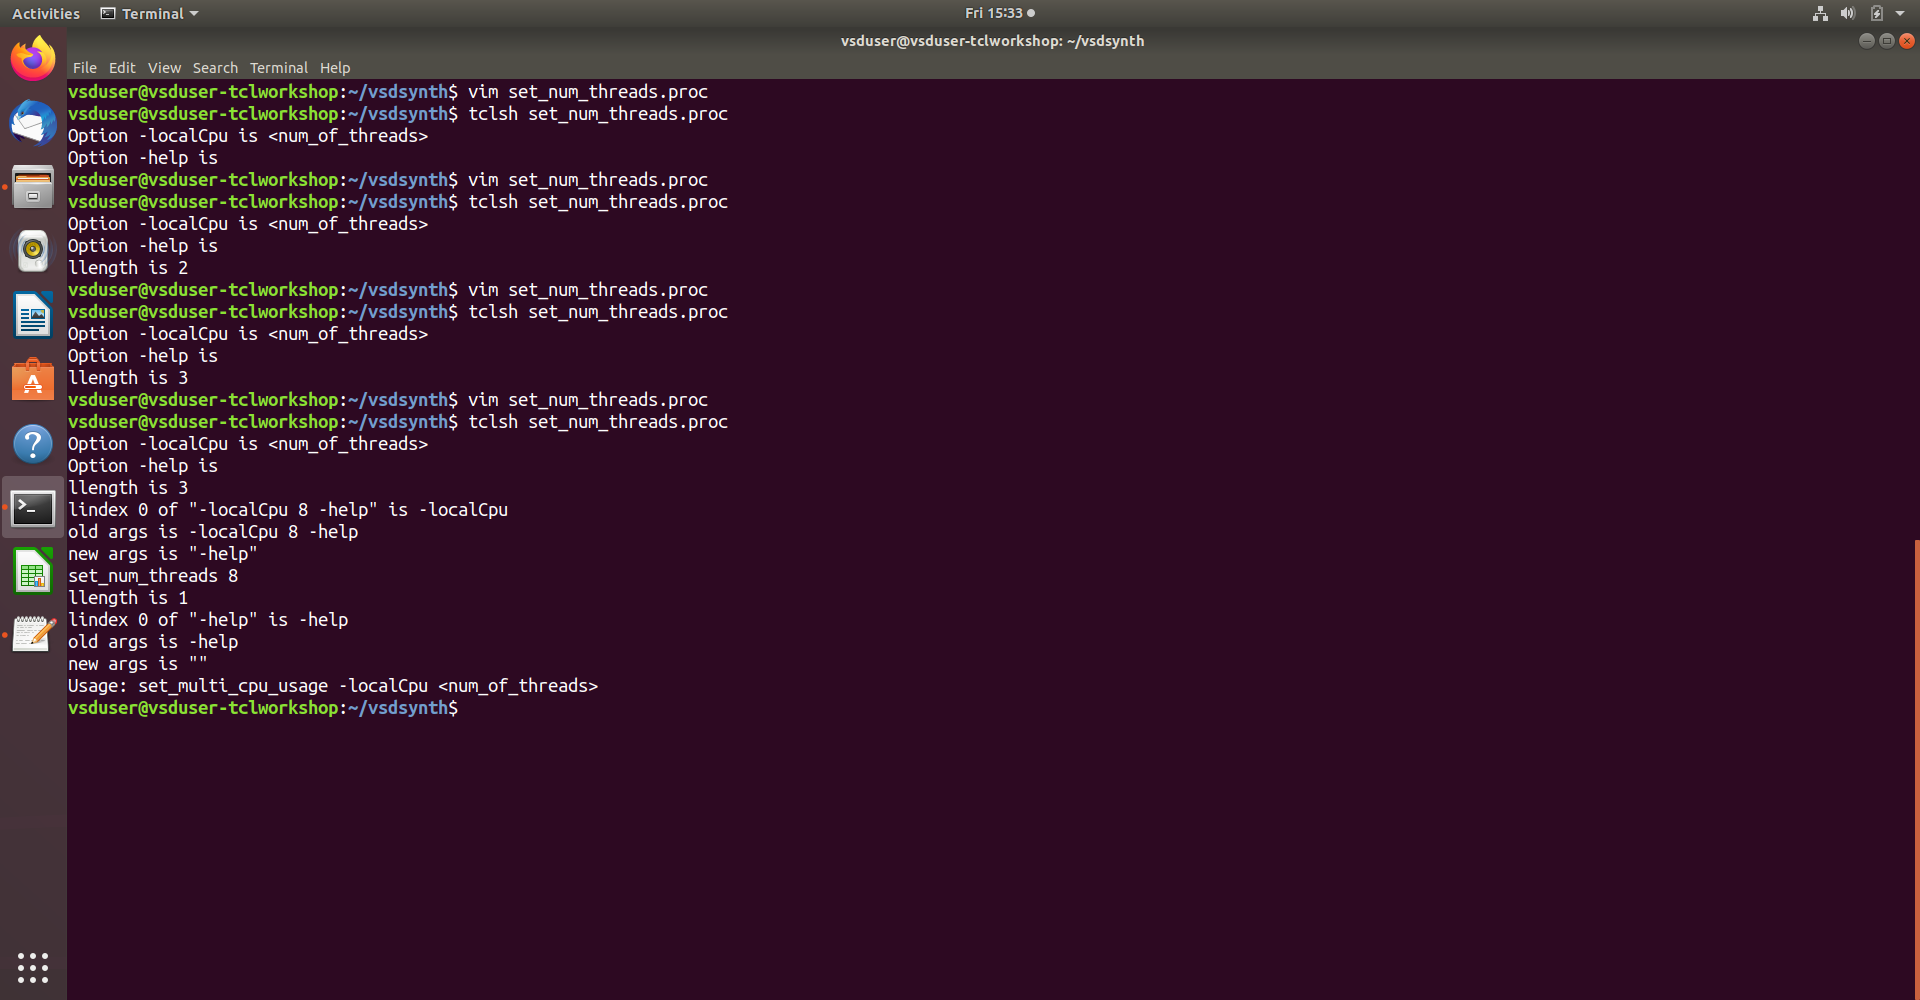 Activities Terminal Fri 15:33
vsduser@vsduser-tclworkshop: ~/vsdsynth
File Edit View Search Terminal Help
vsduser@vsduser-tclworkshop:~/vsdsynth$ vim set_num_threads.proc
vsduser@vsduser-tclworkshop:~/vsdsynth$ tclsh set_num_threads.proc
Option -localCpu is <num_of_threads>
Option -help is
vsduser@vsduser-tclworkshop:~/vsdsynth$ vim set_num_threads.proc
vsduser@vsduser-tclworkshop:~/vsdsynth$ tclsh set_num_threads.proc
Option -localCpu is <num_of_threads>
Option -help is
llength is 2
vsduser@vsduser-tclworkshop:~/vsdsynth$ vim set_num_threads.proc
vsduser@vsduser-tclworkshop:~/vsdsynth$ tclsh set_num_threads.proc
Option -localCpu is <num_of_threads>
Option -help is
llength is 3
vsduser@vsduser-tclworkshop:~/vsdsynth$ vim set_num_threads.proc
vsduser@vsduser-tclworkshop:~/vsdsynth$ tclsh set_num_threads.proc
Option -localCpu is <num_of_threads>
Option -help is
llength is 3
lindex 0 of "-localCpu 8 -help" is -localCpu
old args is -localCpu 8 -help
new args is "-help"
set_num_threads 8
llength is 1
lindex 0 of "-help" is -help
old args is -help
new args is ""
Usage: set_multi_cpu_usage -localCpu <num_of_threads>
vsduser@vsduser-tclworkshop:~/vsdsynth$